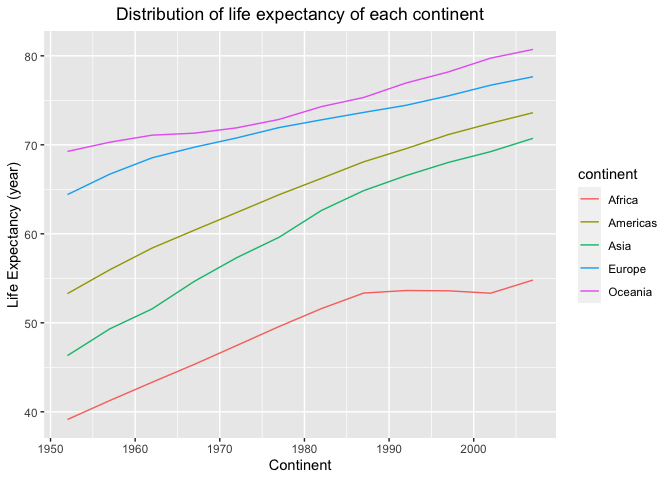 Distribution of life expectancy of each continent
Life Expectancy (year)
80
70
60
50
40
1950
1960
1970
1980
1990
2000
Continent
continent
Africa
Americas
Asia
Europe
Oceania